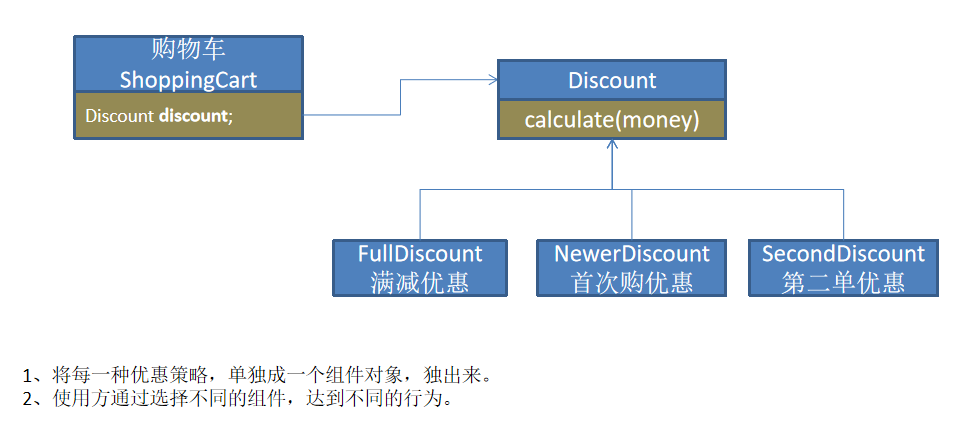 购物车
ShoppingCart
Discount discount;
Discount
calculate(money)
FullDiscount
满减优惠
NewerDiscount
首次购优惠
SecondDiscount
第二单优惠
1、将每一种优惠策略，单独成一个组件对象，独出来。
2、使用方通过选择不同的组件，达到不同的行为。